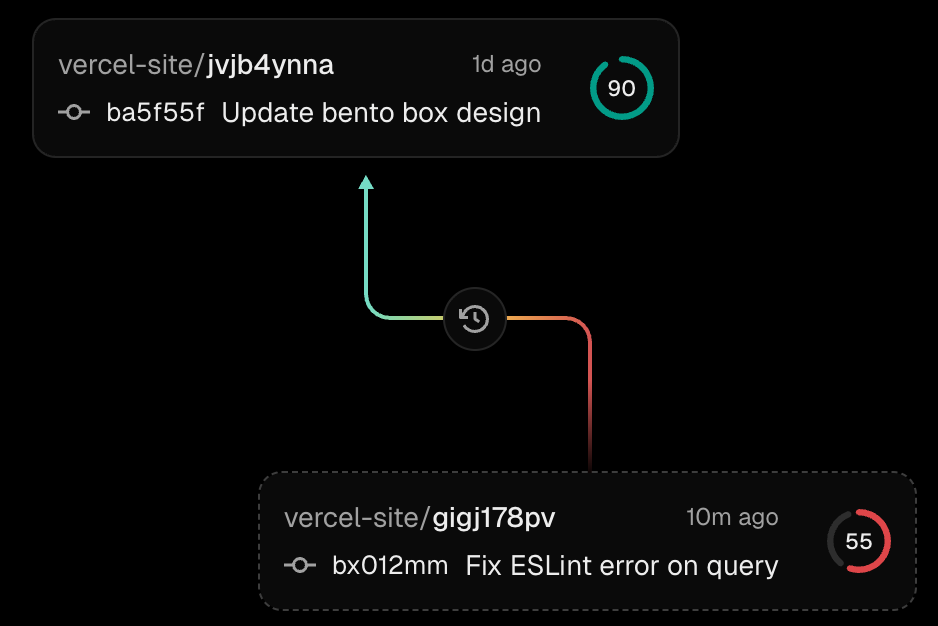 vercel-site/jvjb4ynna 1d ago
90
ba5f55f Update bento box design
vercel-site/gigj178pv 10m ago
55
bx012mm Fix ESLint error on query